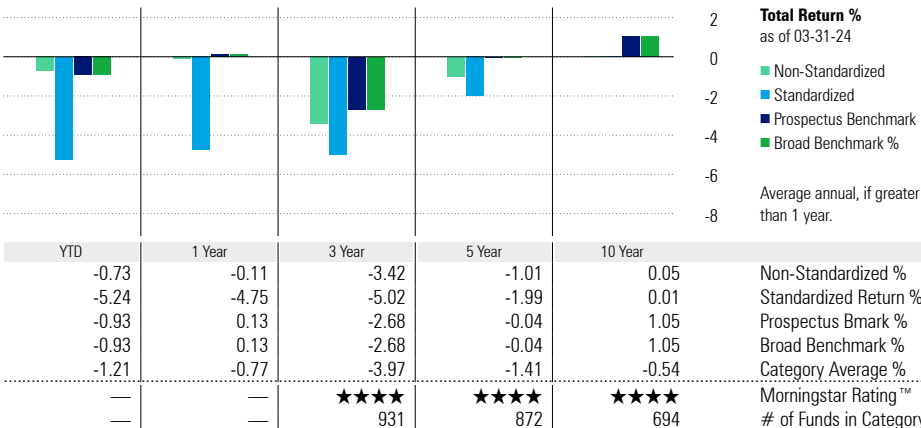 2
0
-2
-4
-6
-8
Total Return %
as of 03-31-24
Non-Standardized
Standardized
Prospectus Benchmark
Broad Benchmark %
Average annual, if greater
than 1 year.
YTD 1 Year 3 Year 5 Year 10 Year
-0.73 -0.11 -3.42 -1.01 0.05 Non-Standardized %
-5.24 -4.75 -5.02 -1.99 0.01 Standardized Return %
-0.93 0.13 -2.68 -0.04 1.05 Prospectus Bmark %
-0.93 0.13 -2.68 -0.04 1.05 Broad Benchmark %
-1.21 -0.77 -3.97 -1.41 -0.54 Category Average %
— — ★★★★ ★★★★ ★★★★ Morningstar Rating™
— — 931 872 694 # of Funds in Category